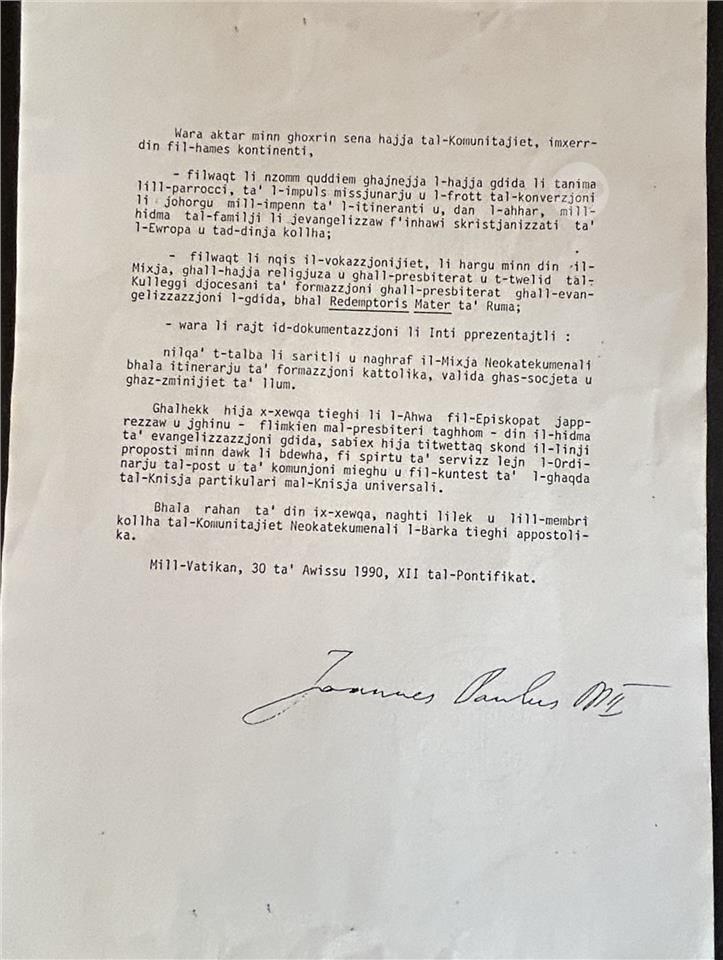 Wara aktar minn ghoxrin sena hajja tal-Komunitajiet, imxerr-
din fil-hames kontinenti,
- filwaqt li nzomm quddiem ghajnejja l-hajja gdida li tanima
lill-parrocci, ta' l-impuls missjunarju u l-frott tal-konverzjoni
li johorgu mill-impenn ta' l-itineranti u, dan l-ahhar, mill-
hidma tal-familji li jevangelizzaw f'inhawi skristjanizzati ta'
l-Ewropa u tad-dinja kollha;
- filwaqt li nqis il-vokazzjonijiet, li hargu minn din il-
Mixja, ghall-hajja religjuza u ghall-presbiterat u t-twelid tal-
Kulleggi djocesani ta' formazzjoni ghall-presbiterat ghall-evan-
gelizzazzjoni l-gdida, bhal Redemptoris Mater ta' Ruma;
- wara li rajt id-dokumentazzjoni li Inti pprezentajtli :
nilqa' t-talba li saritli u naghraf il-Mixja Neokatekumenali
bhala itinerarju ta' formazzjoni kattolika, valida ghas-socjeta u
ghaz-zminijiet ta' llum.
Ghalhekk hija x-xewqa tieghi li l-Ahwa fil-Episkopat japp-
rezzaw u jghinu - flimkien mal-presbiteri taghhom - din il-hidma
ta' evangelizzazzjoni gdida, sabiex hija titwettaq skond il-linji
proposti minn dawk li bdewha, fi spirtu ta' servizz lejn l-Ordi-
narju tal-post u ta' komunjoni mieghu u fil-kuntest ta' l-ghaqda
tal-Knisja partikulari mal-Knisja universali.
Bhala rahan ta' din ix-xewqa, naghti lilek u lill-membri
kollha tal-Komunitajiet Neokatekumenali l-Barka tieghi appostoli-
ka.
Mill-Vatikan, 30 ta' Awissu 1990, XII tal-Pontifikat.
Joannes Paulus PP II